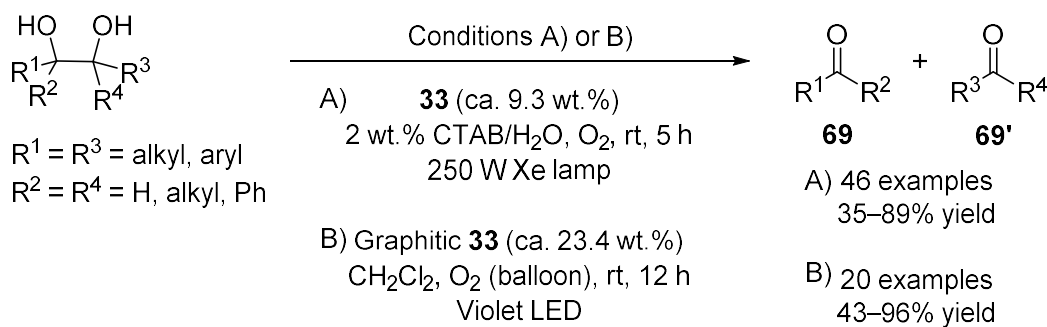 HO OH
R1 R2 R3 R4
R1 = R3 = alkyl, aryl
R2 = R4 = H, alkyl, Ph
Conditions A) or B)
A) 33 (ca. 9.3 wt.%)
2 wt.% CTAB/H2O, O2, rt, 5 h
250 W Xe lamp
B) Graphitic 33 (ca. 23.4 wt.%)
CH2Cl2, O2 (balloon), rt, 12 h
Violet LED
O
R1 R2
69
+
O
R3 R4
69'
A) 46 examples
35–89% yield
B) 20 examples
43–96% yield